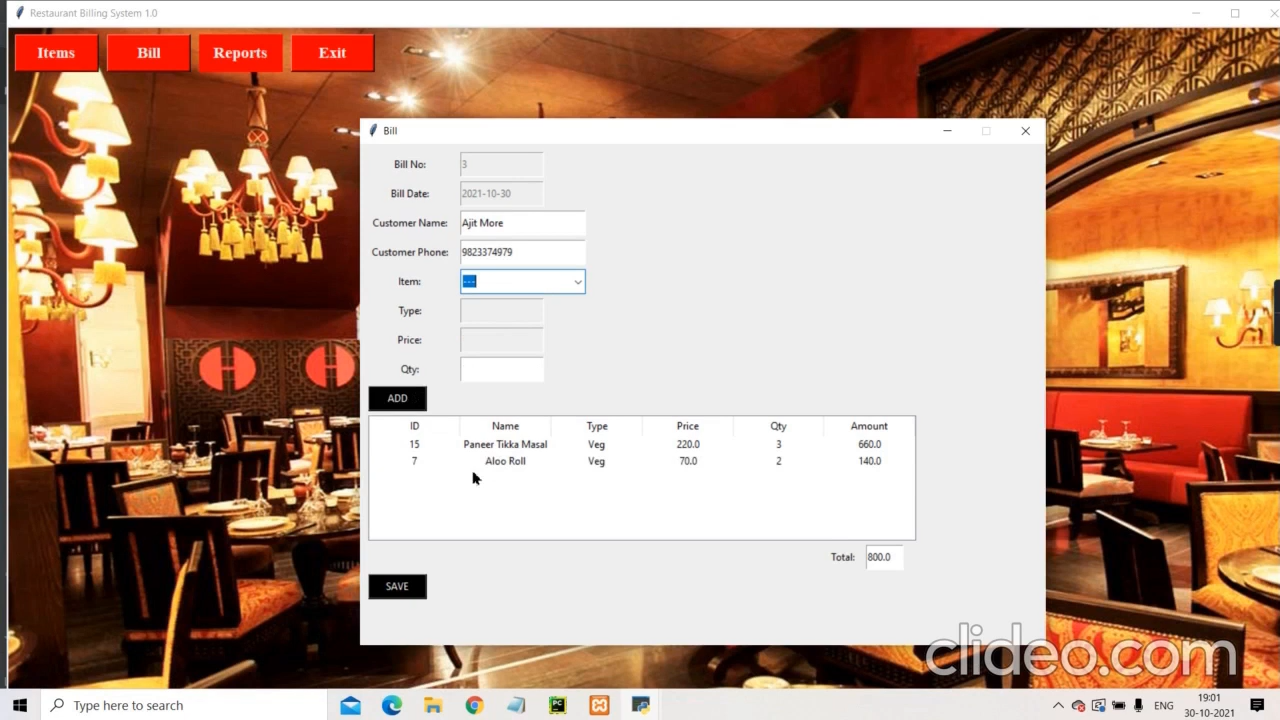 Restaurant Billing System 1.0
Items Bill Reports Exit
Bill
Bill No: 3
Bill Date: 2021-10-30
Customer Name: Ajit More
Customer Phone: 9823374979
Item: ---
Type:
Price:
Qty:
ADD
ID Name Type Price Qty Amount
15 Paneer Tikka Masal Veg 220.0 3 660.0
7 Aloo Roll Veg 70.0 2 140.0
Total: 800.0
SAVE
clideo.com
Type here to search
PC
ENG
19:01
30-10-2021